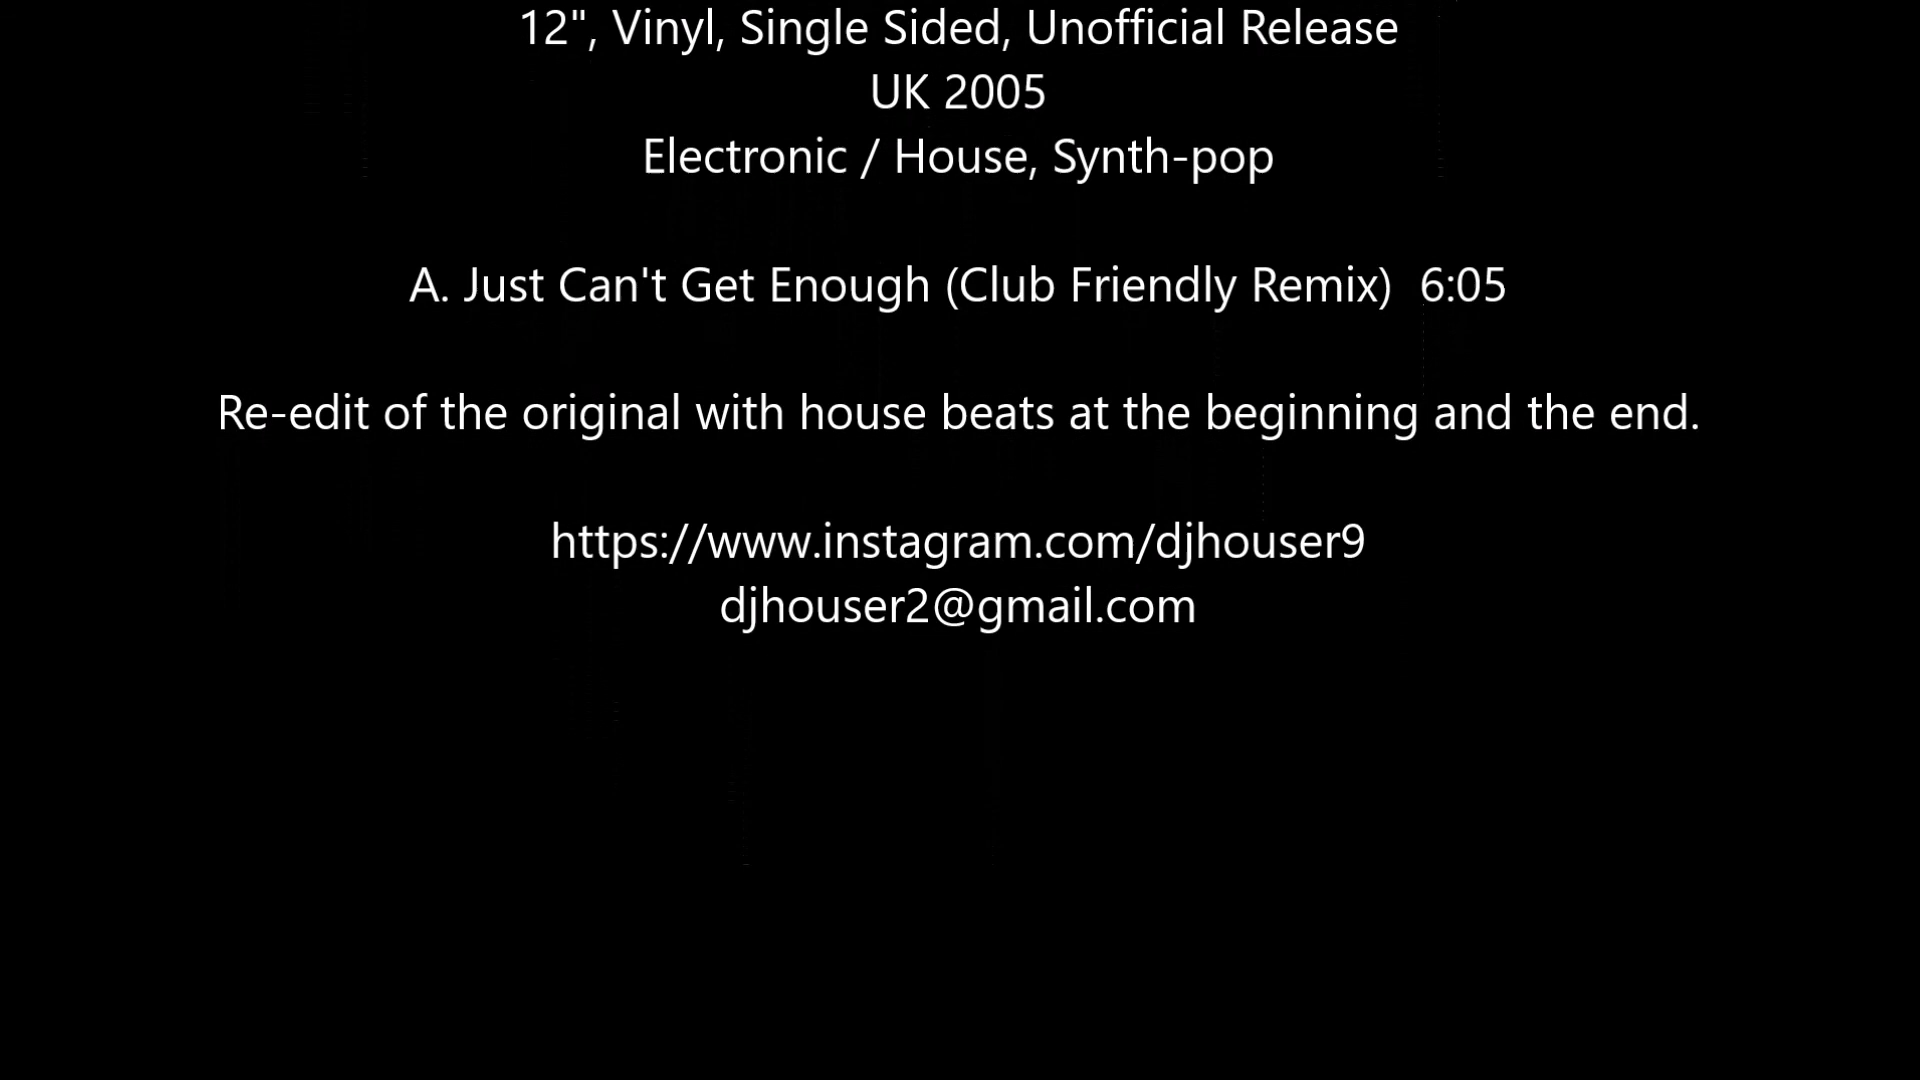 12", Vinyl, Single Sided, Unofficial Release
UK 2005
Electronic / House, Synth-pop
A. Just Can't Get Enough (Club Friendly Remix)  6:05
Re-edit of the original with house beats at the beginning and the end.
https://www.instagram.com/djhouser9
djhouser2@gmail.com